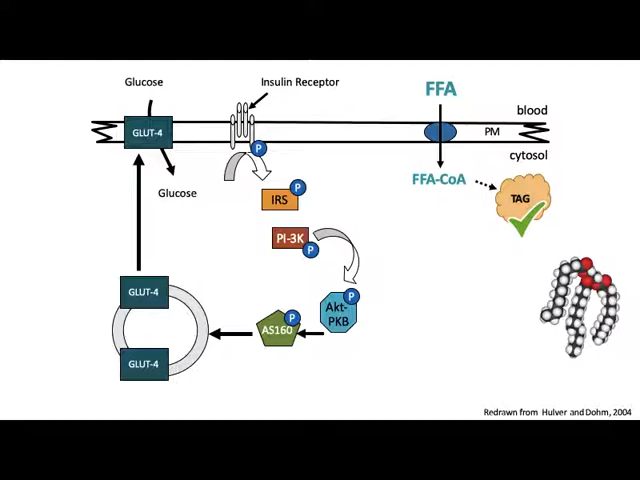 Glucose
Insulin Receptor
FFA
blood
GLUT-4
PM
P
cytosol
Glucose
FFA-CoA
P
IRS
TAG
PI-3K
P
GLUT-4
P
Akt-
PKB
P
AS160
GLUT-4
Redrawn from Hulver and Dohm, 2004